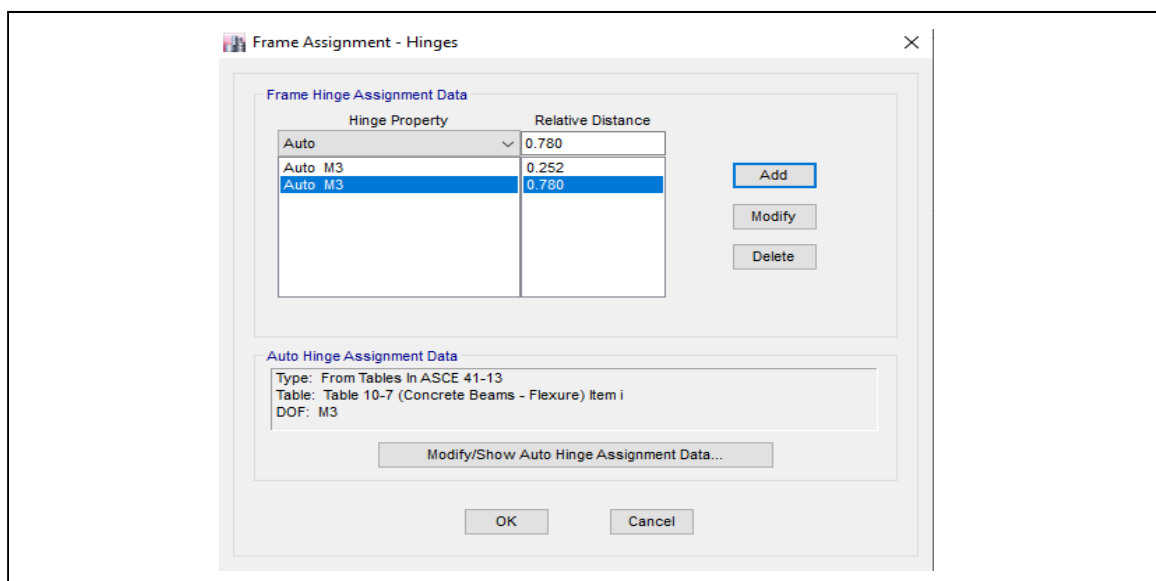 Frame Assignment - Hinges
Frame Hinge Assignment Data
Hinge Property Relative Distance
Auto 0.780
Auto M3 0.252
Auto M3 0.780
Add
Modify
Delete
Auto Hinge Assignment Data
Type: From Tables In ASCE 41-13
Table: Table 10-7 (Concrete Beams - Flexure) Item i
DOF: M3
Modify/Show Auto Hinge Assignment Data...
OK Cancel